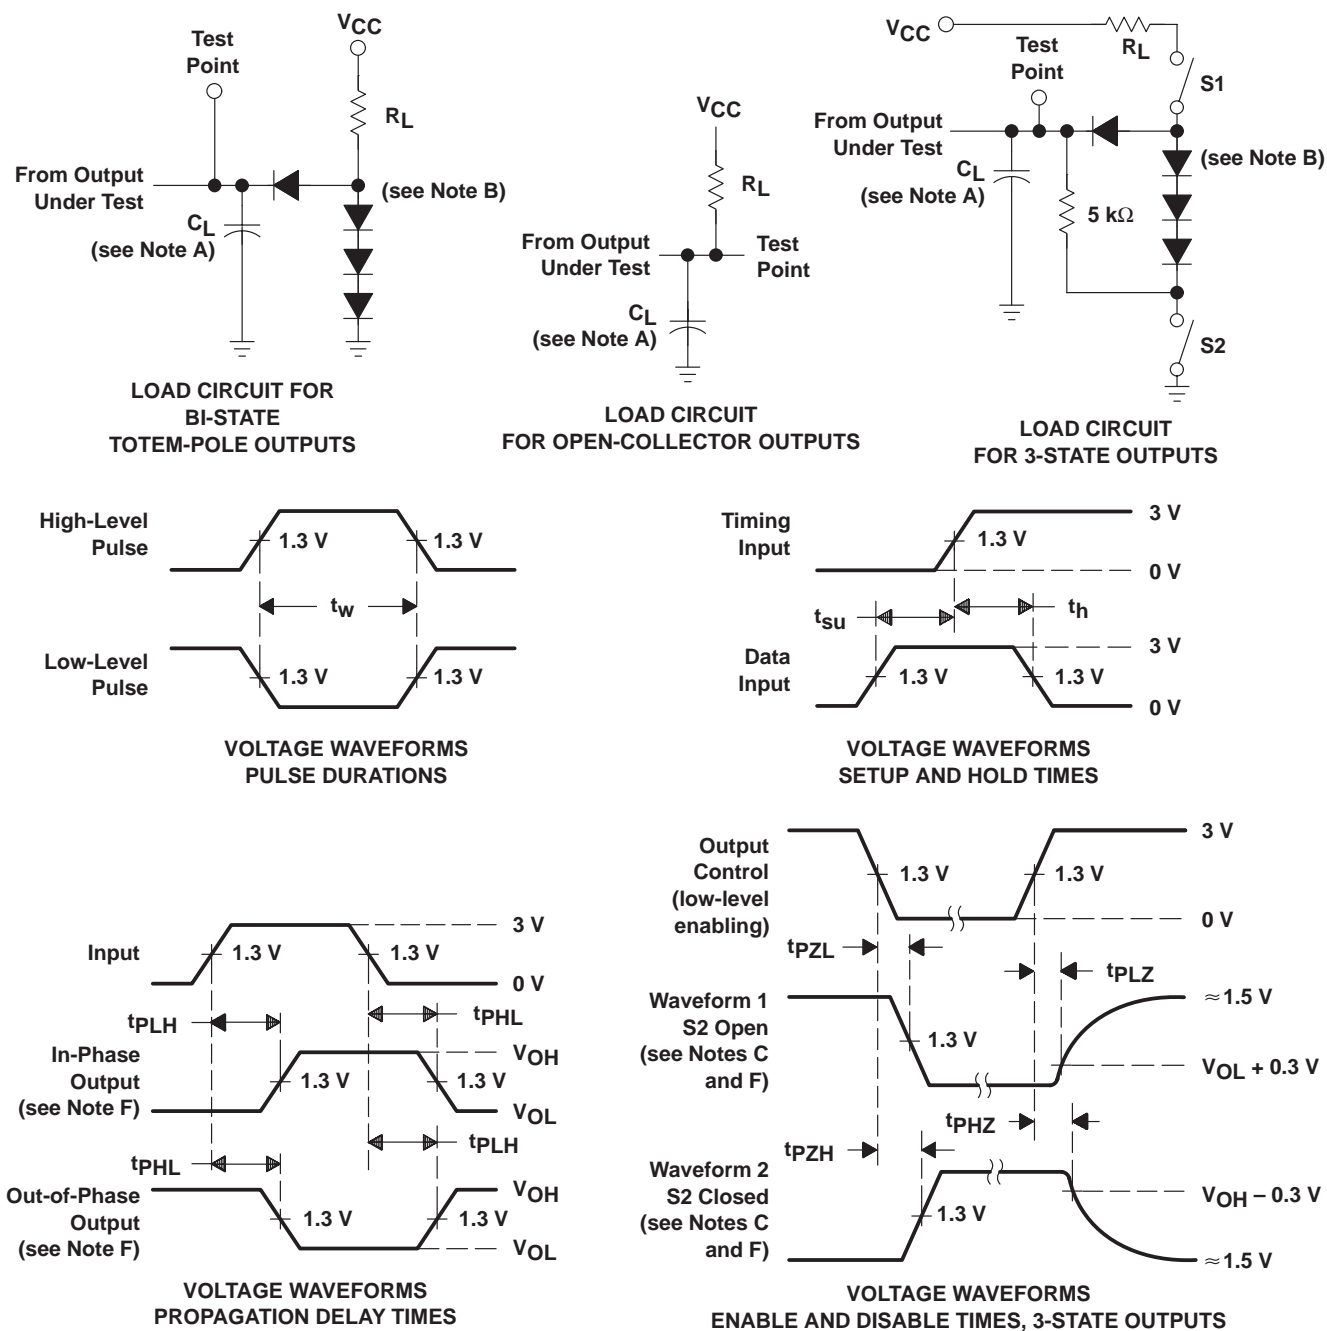 VCC
Test
Point
RL
From Output
Under Test
(see Note B)
CL
(see Note A)
LOAD CIRCUIT FOR
BI-STATE
TOTEM-POLE OUTPUTS
VCC
RL
From Output
Under Test
Test
Point
CL
(see Note A)
LOAD CIRCUIT
FOR OPEN-COLLECTOR OUTPUTS
VCC
RL
Test
Point
S1
From Output
Under Test
(see Note B)
CL
(see Note A)
5 kΩ
S2
LOAD CIRCUIT
FOR 3-STATE OUTPUTS
High-Level
Pulse
1.3 V
1.3 V
tw
Low-Level
Pulse
1.3 V
1.3 V
VOLTAGE WAVEFORMS
PULSE DURATIONS
Timing
Input
3 V
1.3 V
0 V
tsu
th
Data
Input
3 V
1.3 V
1.3 V
0 V
VOLTAGE WAVEFORMS
SETUP AND HOLD TIMES
Input
3 V
1.3 V
1.3 V
0 V
tPLH
tPHL
In-Phase
Output
(see Note F)
VOH
1.3 V
1.3 V
VOL
tPHL
tPLH
Out-of-Phase
Output
(see Note F)
VOH
1.3 V
1.3 V
VOL
VOLTAGE WAVEFORMS
PROPAGATION DELAY TIMES
Output
Control
(low-level
enabling)
3 V
1.3 V
1.3 V
0 V
tPZL
tPLZ
Waveform 1
S2 Open
(see Notes C
and F)
≈1.5 V
1.3 V
VOL + 0.3 V
tPZH
tPHZ
Waveform 2
S2 Closed
(see Notes C
and F)
VOH − 0.3 V
1.3 V
≈1.5 V
VOLTAGE WAVEFORMS
ENABLE AND DISABLE TIMES, 3-STATE OUTPUTS